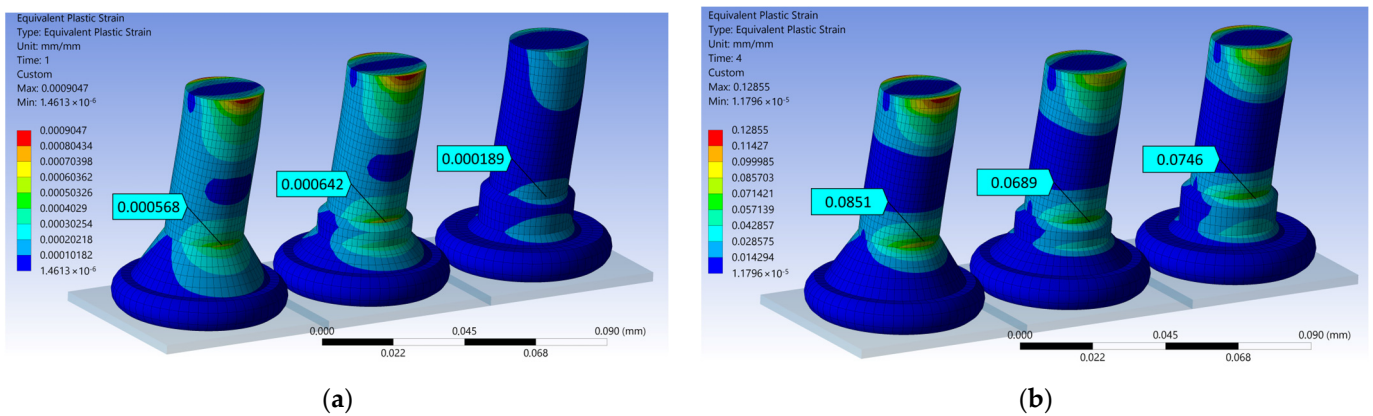 Equivalent Plastic Strain
Type: Equivalent Plastic Strain
Unit: mm/mm
Time: 1
Custom
Max: 0.0009047
Min: 1.4613 ×10⁻⁶
0.0009047
0.00080434
0.00070398
0.00060362
0.00050326
0.0004029
0.00030254
0.00020218
0.00010182
1.4613 ×10⁻⁶
0.000568
0.000642
0.000189
0.000 0.045 0.090 (mm)
0.022 0.068
(a)
Equivalent Plastic Strain
Type: Equivalent Plastic Strain
Unit: mm/mm
Time: 4
Custom
Max: 0.12855
Min: 1.1796 ×10⁻⁵
0.12855
0.11427
0.099985
0.085703
0.071421
0.057139
0.042857
0.028575
0.014294
1.1796 ×10⁻⁵
0.0851
0.0689
0.0746
0.000 0.045 0.090 (mm)
0.022 0.068
(b)